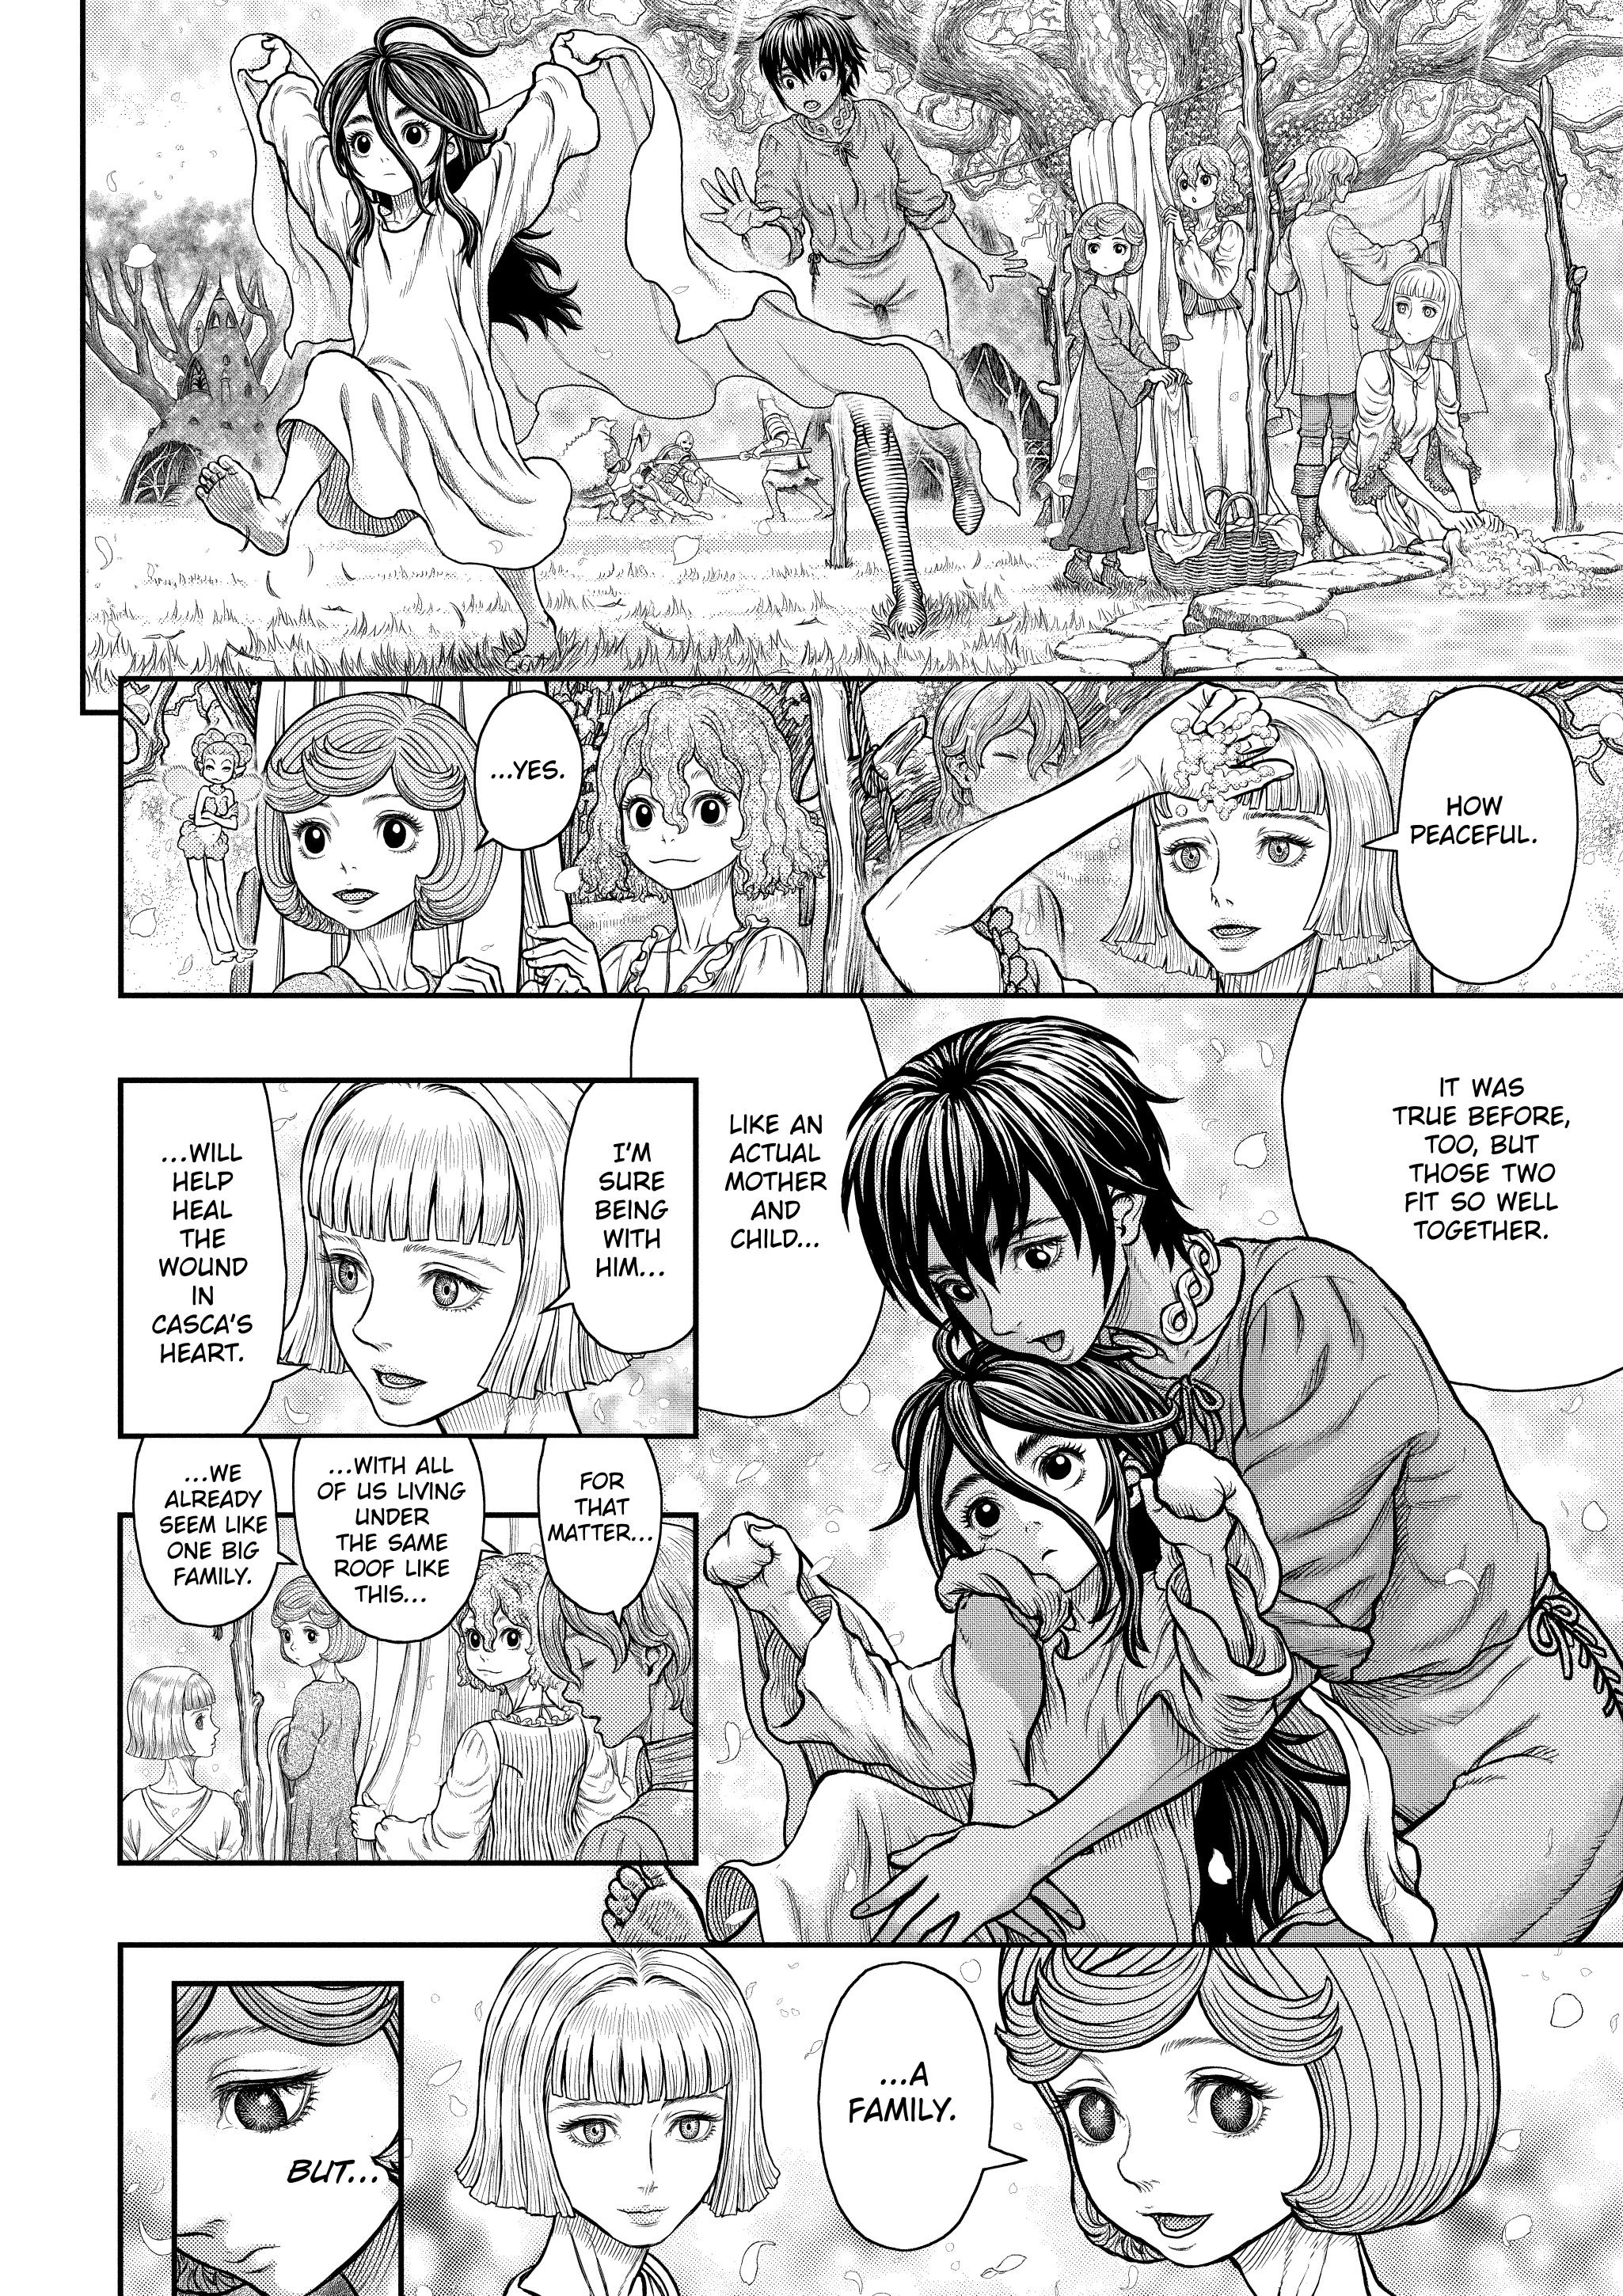 HOW
PEACEFUL.
...YES.
IT WAS
TRUE BEFORE,
TOO, BUT
THOSE TWO
FIT SO WELL
TOGETHER.
LIKE AN
ACTUAL
MOTHER
AND
CHILD...
I'M
SURE
BEING
WITH
HIM...
...WILL
HELP
HEAL
THE
WOUND
IN
CASCA'S
HEART.
FOR
THAT
MATTER...
...WITH ALL
OF US LIVING
UNDER
THE SAME
ROOF LIKE
THIS...
...WE
ALREADY
SEEM LIKE
ONE BIG
FAMILY.
...A
FAMILY.
BUT...